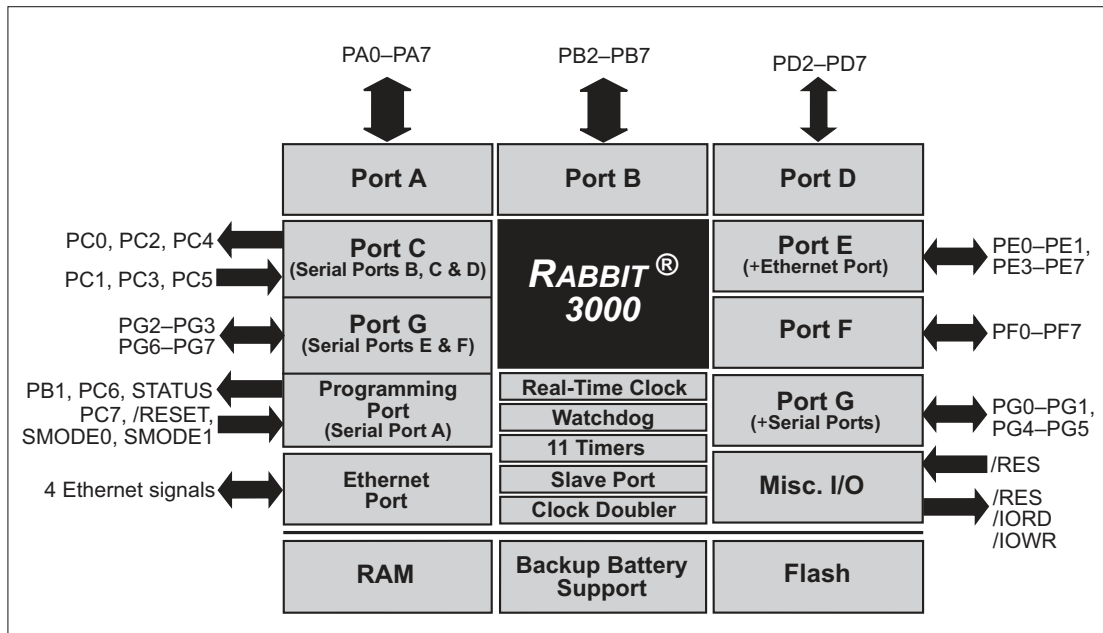 PA0–PA7
PB2–PB7
PD2–PD7
Port A
Port B
Port D
PC0, PC2, PC4
PC1, PC3, PC5
Port C
(Serial Ports B, C & D)
RABBIT ®
3000
Port E
(+Ethernet Port)
PE0–PE1,
PE3–PE7
PG2–PG3
PG6–PG7
Port G
(Serial Ports E & F)
Port F
PF0–PF7
PB1, PC6, STATUS
PC7, /RESET,
SMODE0, SMODE1
Programming
Port
(Serial Port A)
Real-Time Clock
Watchdog
11 Timers
Slave Port
Clock Doubler
Port G
(+Serial Ports)
PG0–PG1,
PG4–PG5
4 Ethernet signals
Ethernet
Port
Misc. I/O
/RES
/RES
/IORD
/IOWR
RAM
Backup Battery
Support
Flash